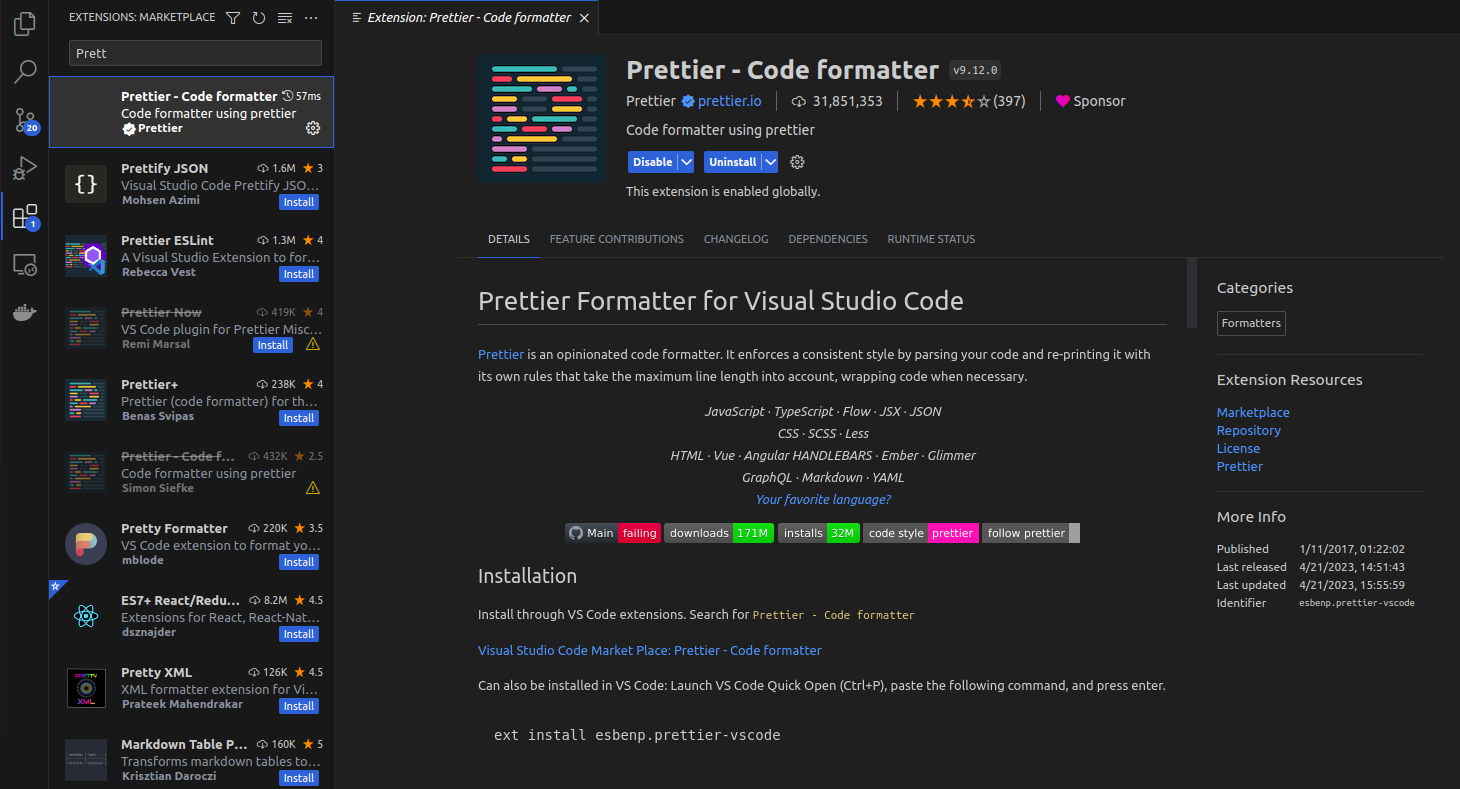 EXTENSIONS: MARKETPLACE
Prett
Prettier - Code formatter 57ms
Code formatter using prettier
Prettier
Prettify JSON 1.6M 3
Visual Studio Code Prettify JSO...
Mohsen Azimi
Install
Prettier ESLint 1.3M 4
A Visual Studio Extension to for...
Rebecca Vest
Install
Prettier Now 419K 4
VS Code plugin for Prettier Misc...
Remi Marsal
Install
Prettier+ 238K 4
Prettier (code formatter) for th...
Benas Svipas
Install
Prettier - Code f... 432K 2.5
Code formatter using prettier
Simon Siefke
Pretty Formatter 220K 3.5
VS Code extension to format yo...
mblode
Install
ES7+ React/Redu... 8.2M 4.5
Extensions for React, React-Nat...
dsznajder
Install
Pretty XML 126K 4.5
XML formatter extension for Vi...
Prateek Mahendrakar
Install
Markdown Table P... 160K 5
Transforms markdown tables to...
Krisztian Daroczi
Install
20
1
PRETTY
XML
Extension: Prettier - Code formatter
Prettier - Code formatter v9.12.0
Prettier prettier.io 31,851,353 (397) Sponsor
Code formatter using prettier
Disable Uninstall
This extension is enabled globally.
DETAILS FEATURE CONTRIBUTIONS CHANGELOG DEPENDENCIES RUNTIME STATUS
Prettier Formatter for Visual Studio Code
Prettier is an opinionated code formatter. It enforces a consistent style by parsing your code and re-printing it with
its own rules that take the maximum line length into account, wrapping code when necessary.
JavaScript · TypeScript · Flow · JSX · JSON
CSS · SCSS · Less
HTML · Vue · Angular HANDLEBARS · Ember · Glimmer
GraphQL · Markdown · YAML
Your favorite language?
Main failing downloads 171M installs 32M code style prettier follow prettier
Installation
Install through VS Code extensions. Search for Prettier - Code formatter
Visual Studio Code Market Place: Prettier - Code formatter
Can also be installed in VS Code: Launch VS Code Quick Open (Ctrl+P), paste the following command, and press enter.
ext install esbenp.prettier-vscode
Categories
Formatters
Extension Resources
Marketplace
Repository
License
Prettier
More Info
Published 1/11/2017, 01:22:02
Last released 4/21/2023, 14:51:43
Last updated 4/21/2023, 15:55:59
Identifier esbenp.prettier-vscode